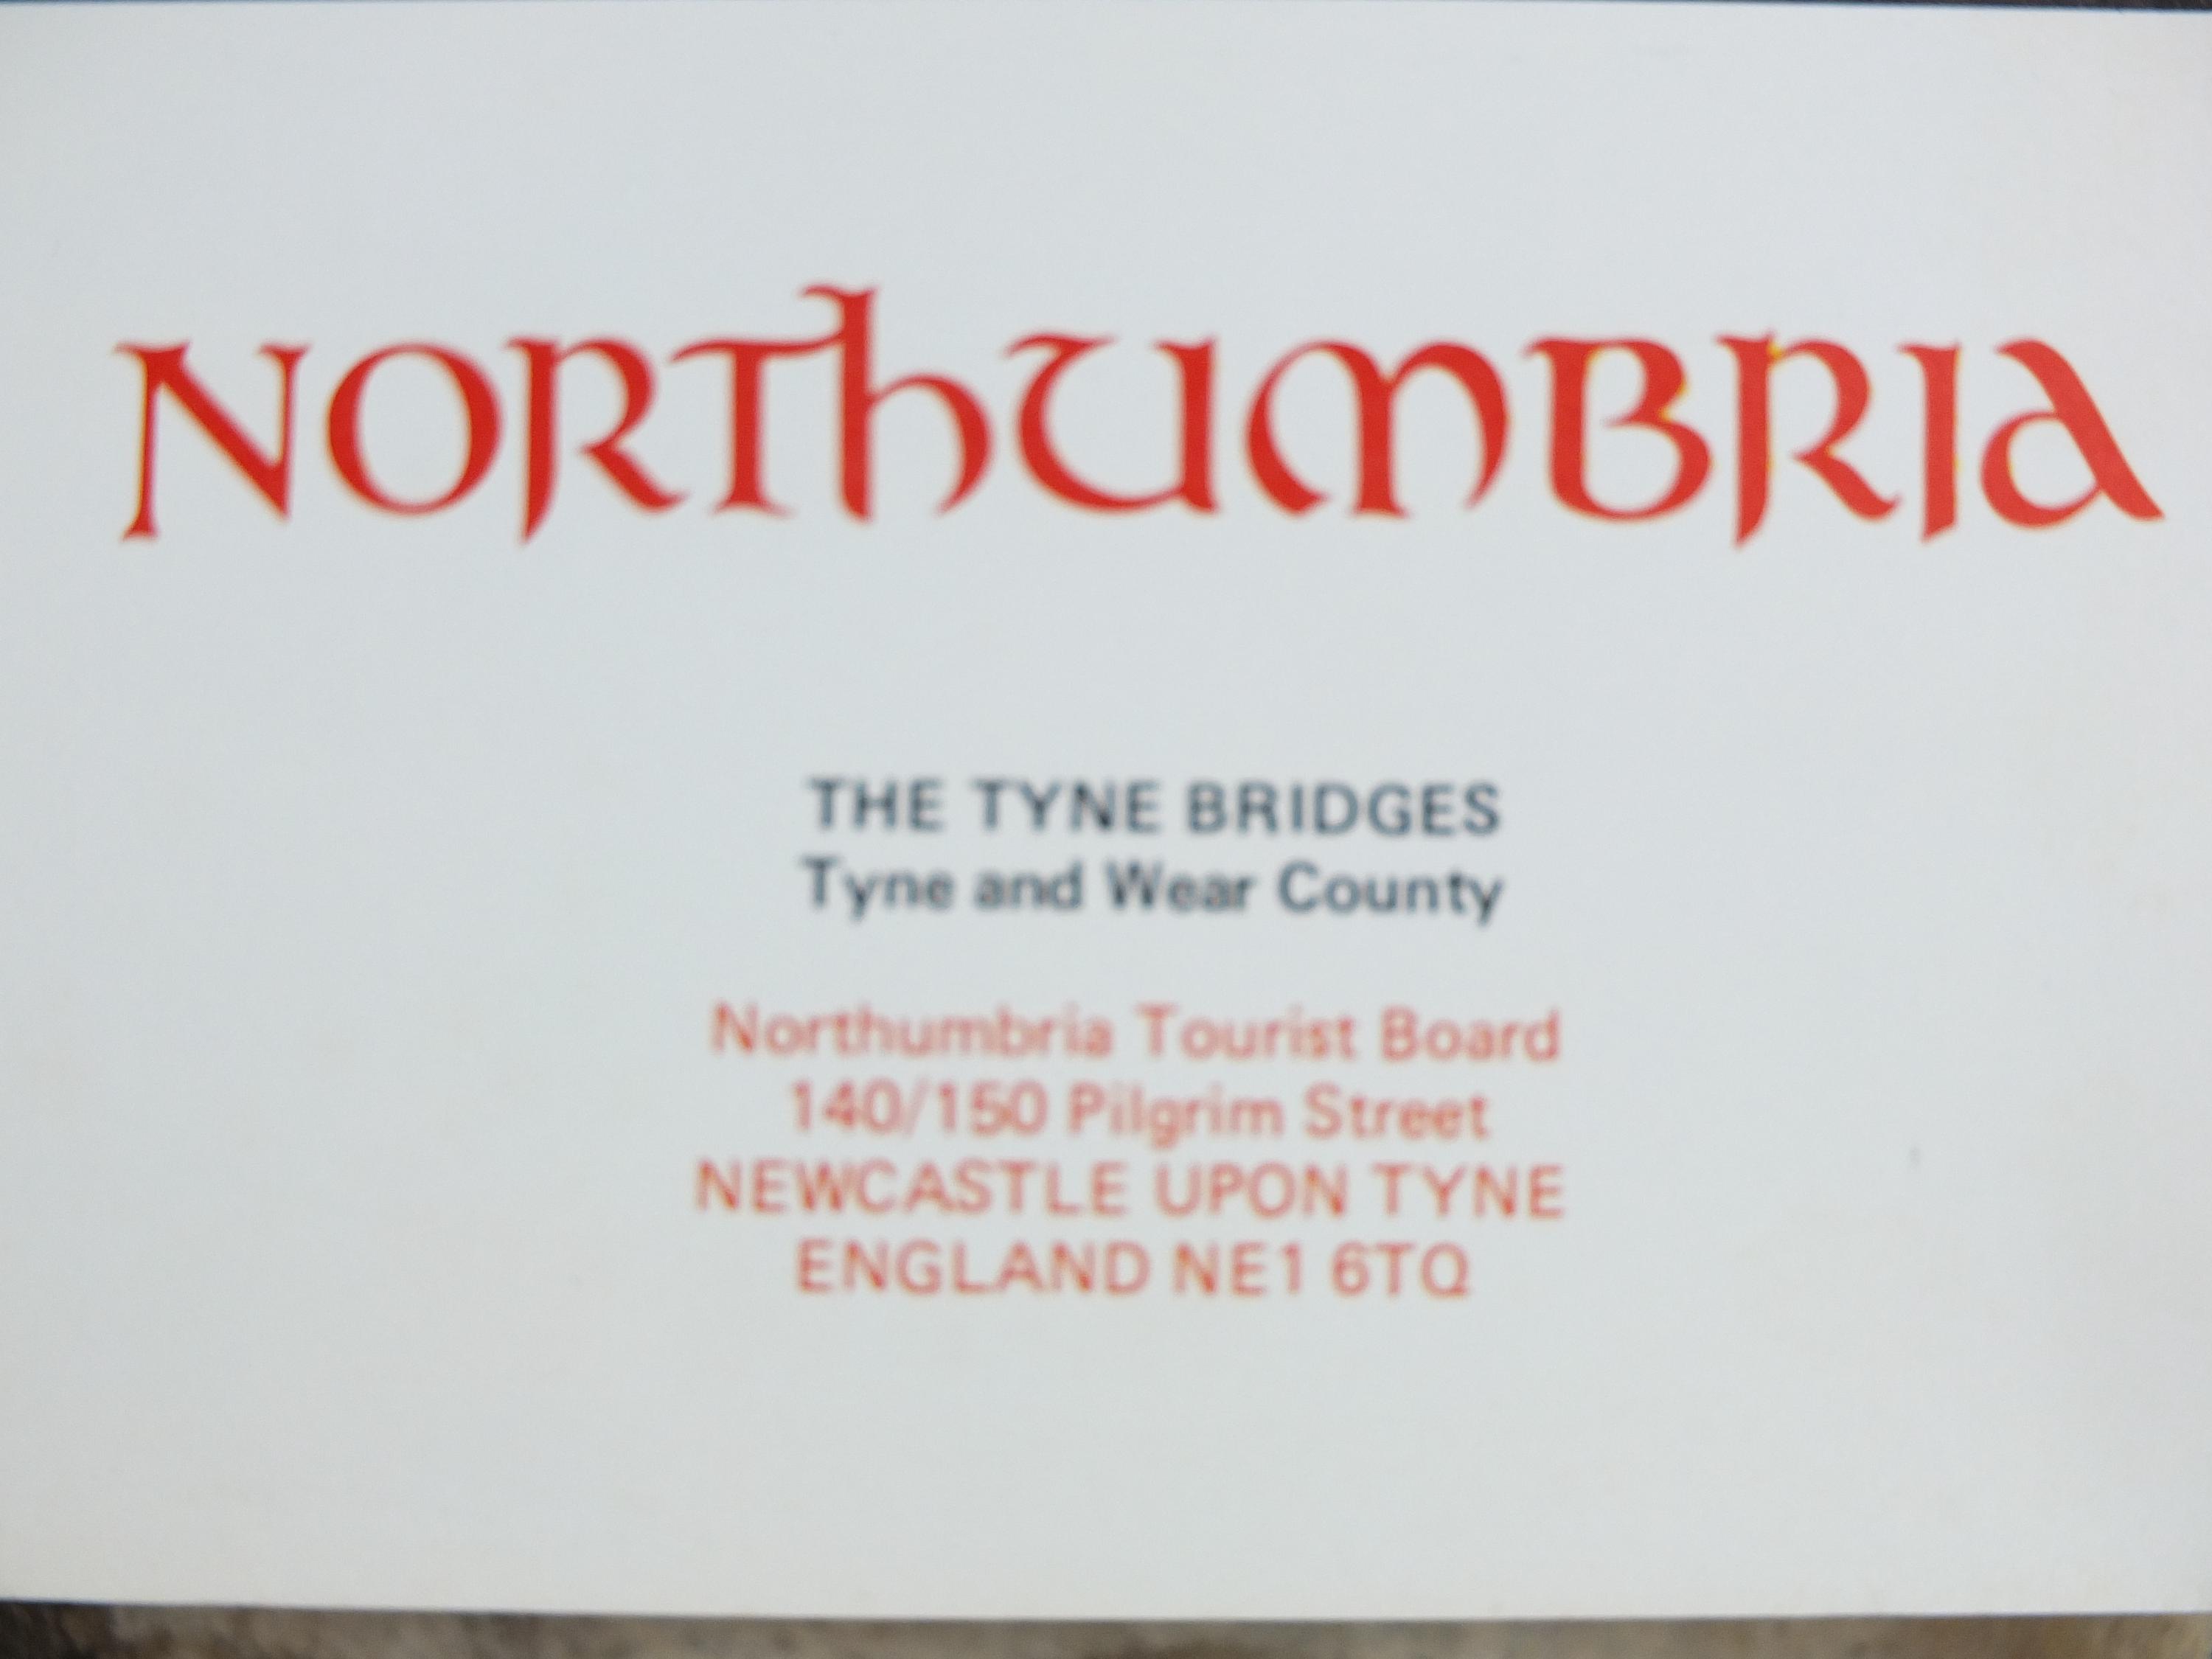 NORThUMBRIA
THE TYNE BRIDGES
Tyne and Wear County
Northumbria Tourist Board
140/150 Pilgrim Street
NEWCASTLE UPON TYNE
ENGLAND NE1 6TQ